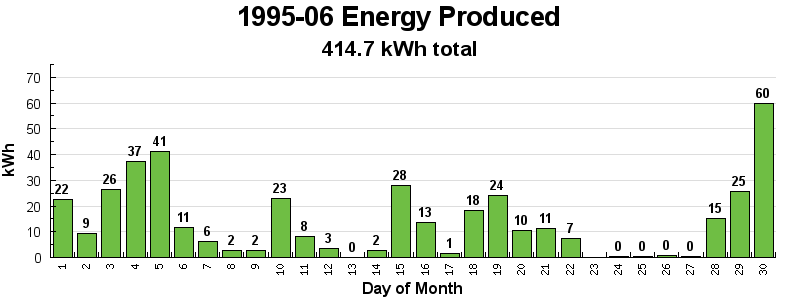 1995-06 Energy Produced
414.7 kWh total
kWh
70
60
50
40
30
20
10
0
22 9 26 37 41 11 6 2 2 23 8 3 0 2 28 13 1 18 24 10 11 7 0 0 0 0 15 25 60
1 2 3 4 5 6 7 8 9 10 11 12 13 14 15 16 17 18 19 20 21 22 23 24 25 26 27 28 29 30
Day of Month